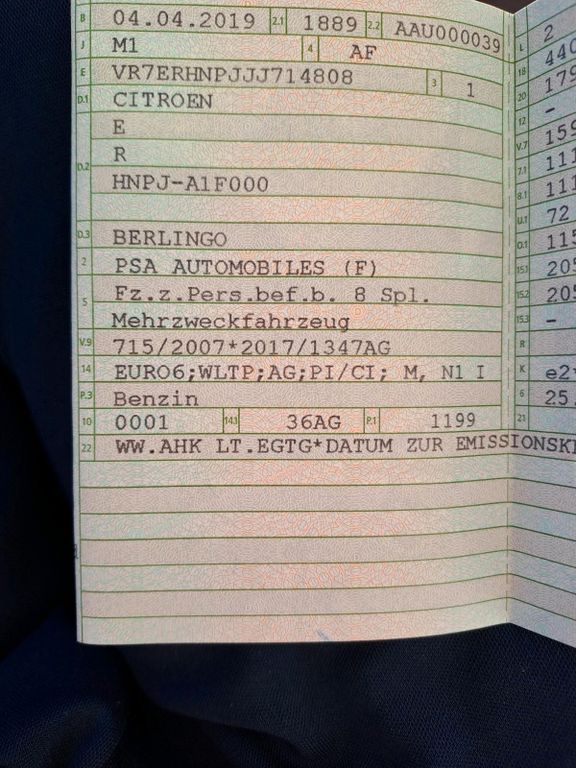 B 04.04.2019 2.1 1889 2.2 AAU000039 L 2
J M1 4 AF 18
E VR7ERHNPJJJ714808 3 1 20 179
D.1 CITROEN 12 -
E V.7 159
D.2 R 7.1 111
HNPJ-A1F000 8.1 111
U.1 72
D.3 BERLINGO O.1 115
2 PSA AUTOMOBILES (F) 15.1 205
5 Fz.z.Pers.bef.b. 8 Spl. 15.2 205
Mehrzweckfahrzeug 15.3 -
V.9 715/2007*2017/1347AG R
14 EURO6;WLTP;AG;PI/CI; M, N1 I K e2*
P.3 Benzin 6 25.
10 0001 14.1 36AG P.1 1199 21
22 WW.AHK LT.EGTG*DATUM ZUR